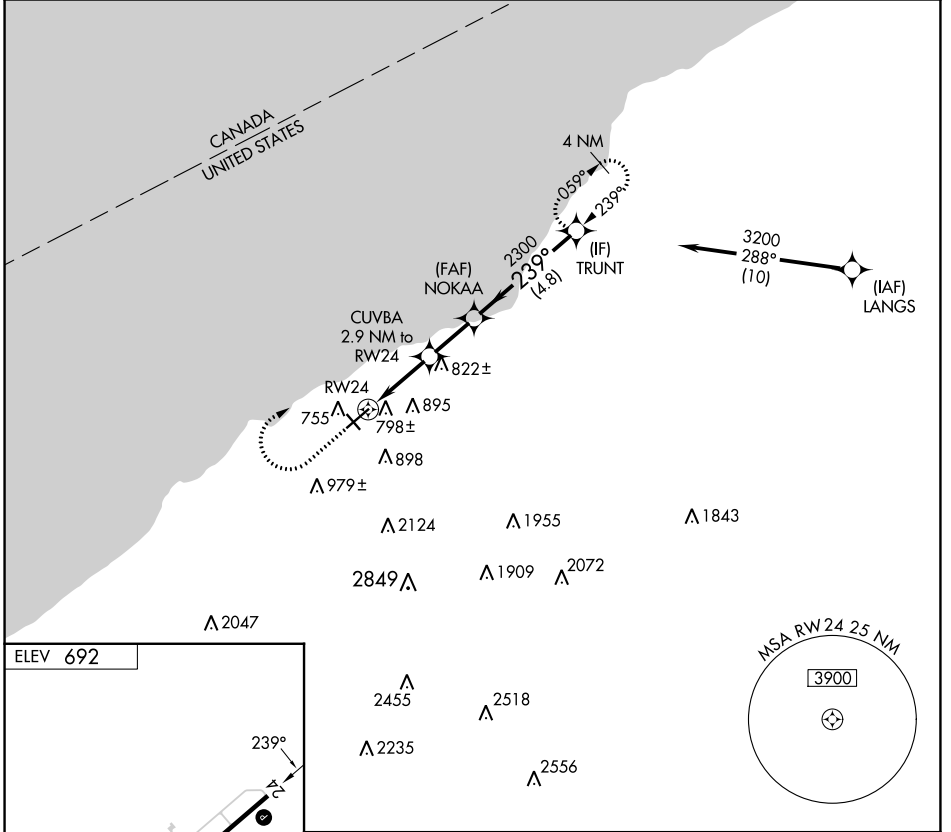 CANADA
UNITED STATES
4 NM
059°
239°
2300
239°
(4.8)
(IF)
TRUNT
3200
288°
(10)
(IAF)
LANGS
(FAF)
NOKAA
CUVBA
2.9 NM to
RW24
822±
RW24
755
798±
895
898
979±
2124
1955
1843
2849
1909
2072
2047
ELEV 692
2455
2518
2235
2556
MSA RW24 25 NM
3900
239°
24
P